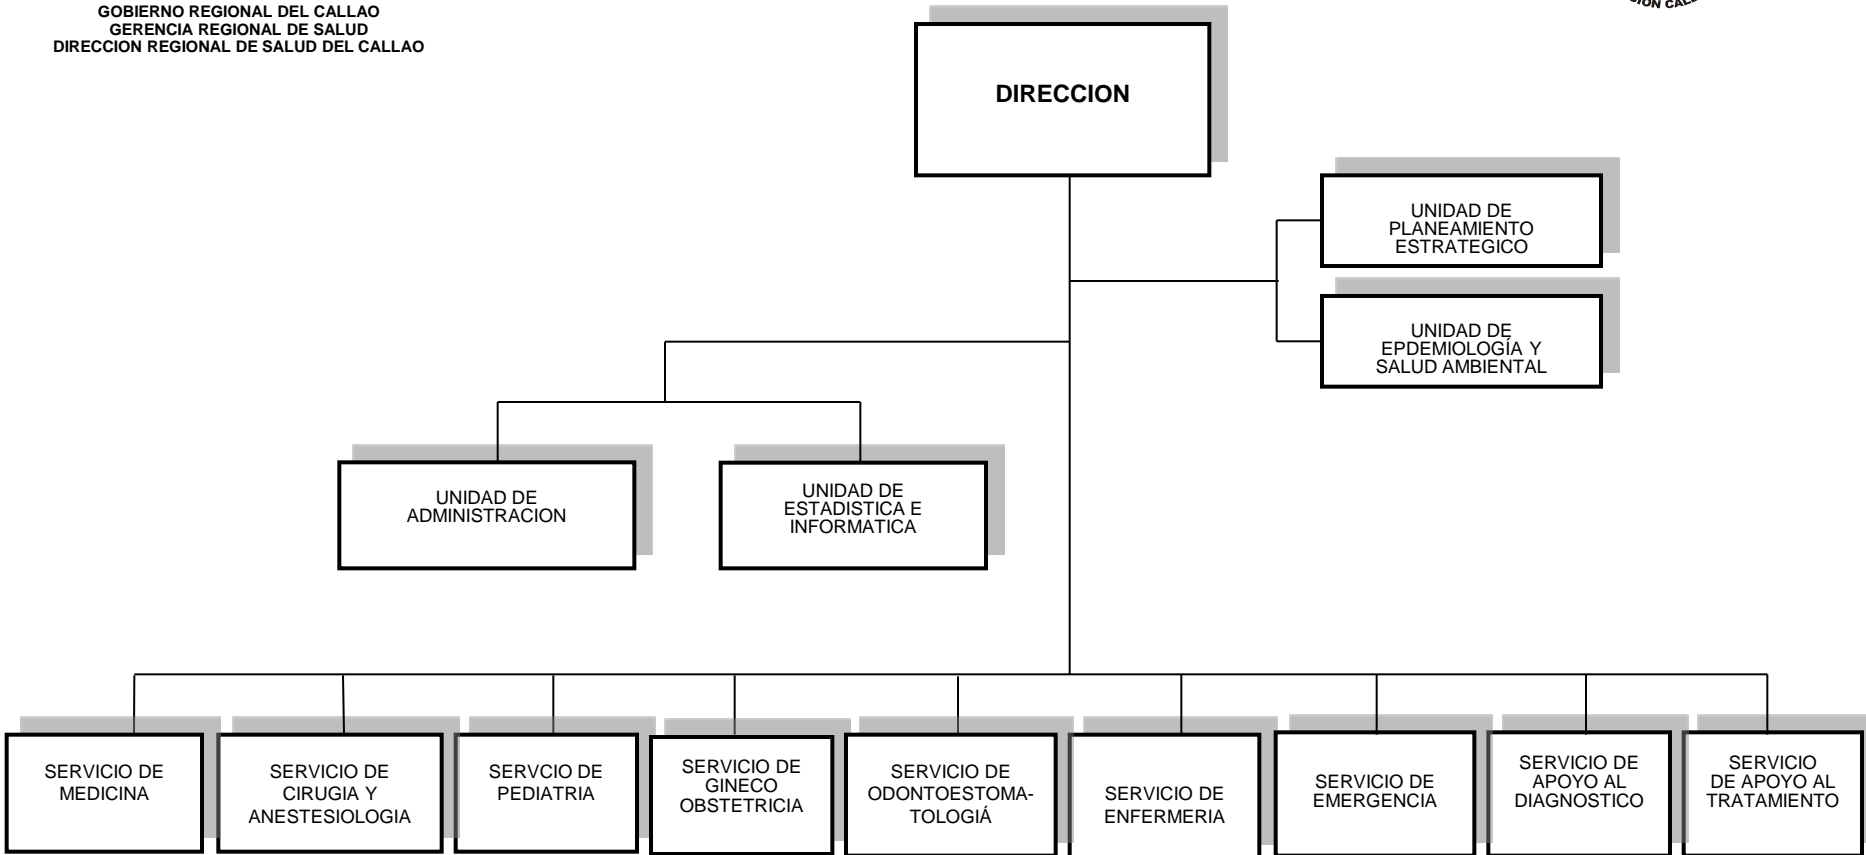 GOBIERNO REGIONAL DEL CALLAO
GERENCIA REGIONAL DE SALUD
DIRECCION REGIONAL DE SALUD DEL CALLAO
DIRECCION
UNIDAD DE
PLANEAMIENTO
ESTRATEGICO
UNIDAD DE
EPDEMIOLOGÍA Y
SALUD AMBIENTAL
UNIDAD DE
ADMINISTRACION
UNIDAD DE
ESTADISTICA E
INFORMATICA
SERVICIO DE
MEDICINA
SERVICIO DE
CIRUGIA Y
ANESTESIOLOGIA
SERVCIO DE
PEDIATRIA
SERVICIO DE
GINECO
OBSTETRICIA
SERVICIO DE
ODONTOESTOMA-
TOLOGIÁ
SERVICIO DE
ENFERMERIA
SERVICIO DE
EMERGENCIA
SERVICIO DE
APOYO AL
DIAGNOSTICO
SERVICIO
DE APOYO AL
TRATAMIENTO